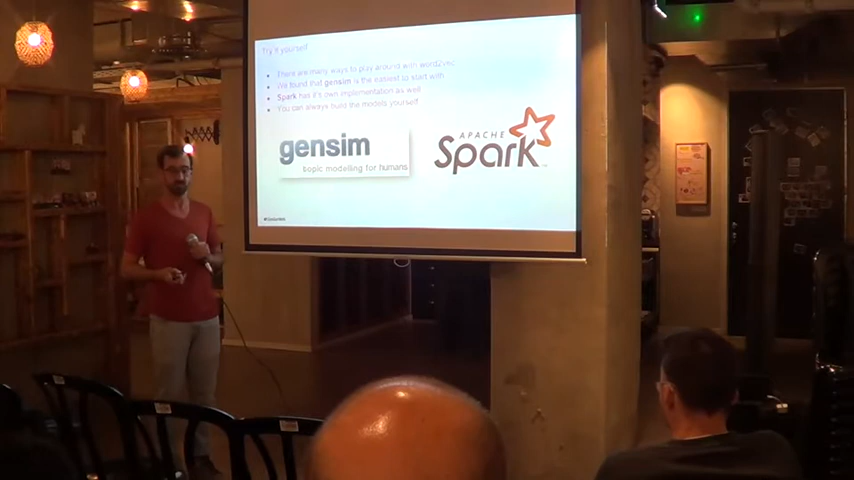 Try it yourself
There are many ways to play around with word2vec
We found that gensim is the easiest to start with
Spark has it's own implementation as well
You can always build the models yourself
gensim
topic modelling for humans
APACHE
Spark